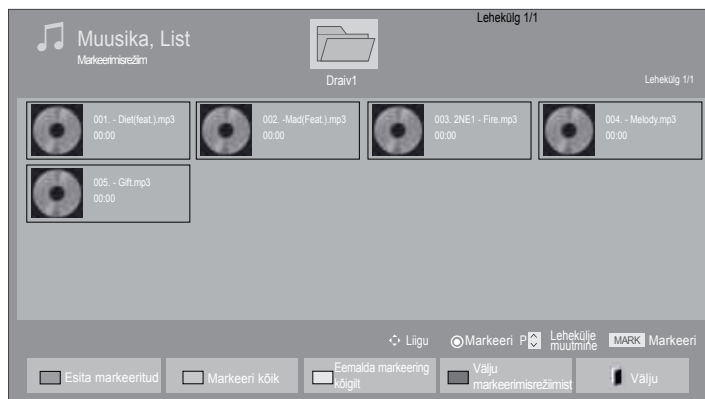 Lehekülg 1/1
Muusika, List
Markeerimisrežiim
Draiv1
Lehekülg 1/1
001. - Diet(feat.).mp3
00:00
002. -Mad(Feat.).mp3
00:00
003. 2NE1 - Fire.mp3
00:00
004. - Melody.mp3
00:00
005. - Gift.mp3
00:00
Liigu
Markeeri
P
Lehekülje
muutmine
MARK Markeeri
Esita markeeritud
Markeeri kõik
Eemalda markeering
kõigilt
Välju
markeerimisrežiimist
Välju